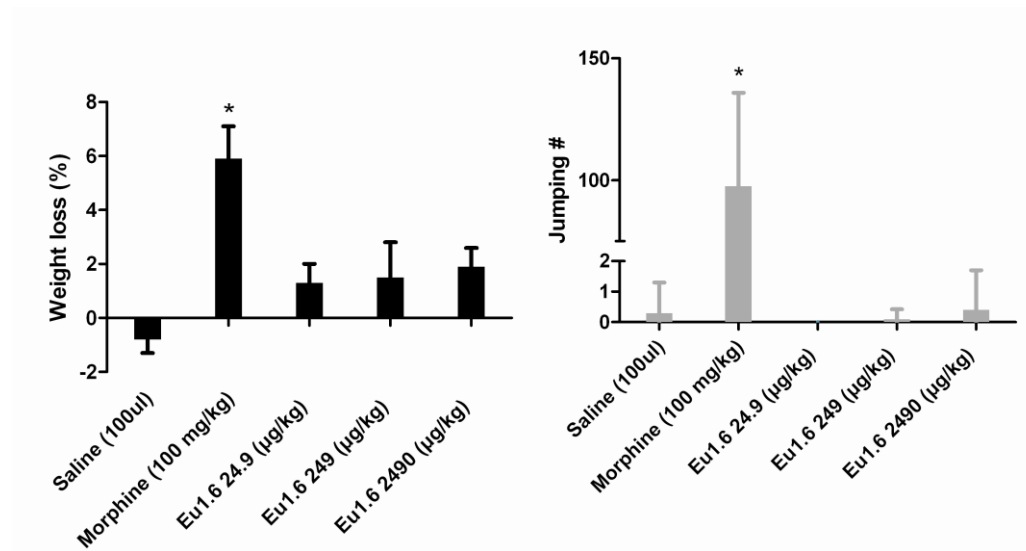 8
*
6
4
2
0
-2
Weight loss (%)
Saline (100ul)
Morphine (100 mg/kg)
Eu1.6 24.9 (µg/kg)
Eu1.6 249 (µg/kg)
Eu1.6 2490 (µg/kg)
150
*
100
2
1
0
Jumping #
Saline (100ul)
Morphine (100 mg/kg)
Eu1.6 24.9 (µg/kg)
Eu1.6 249 (µg/kg)
Eu1.6 2490 (µg/kg)